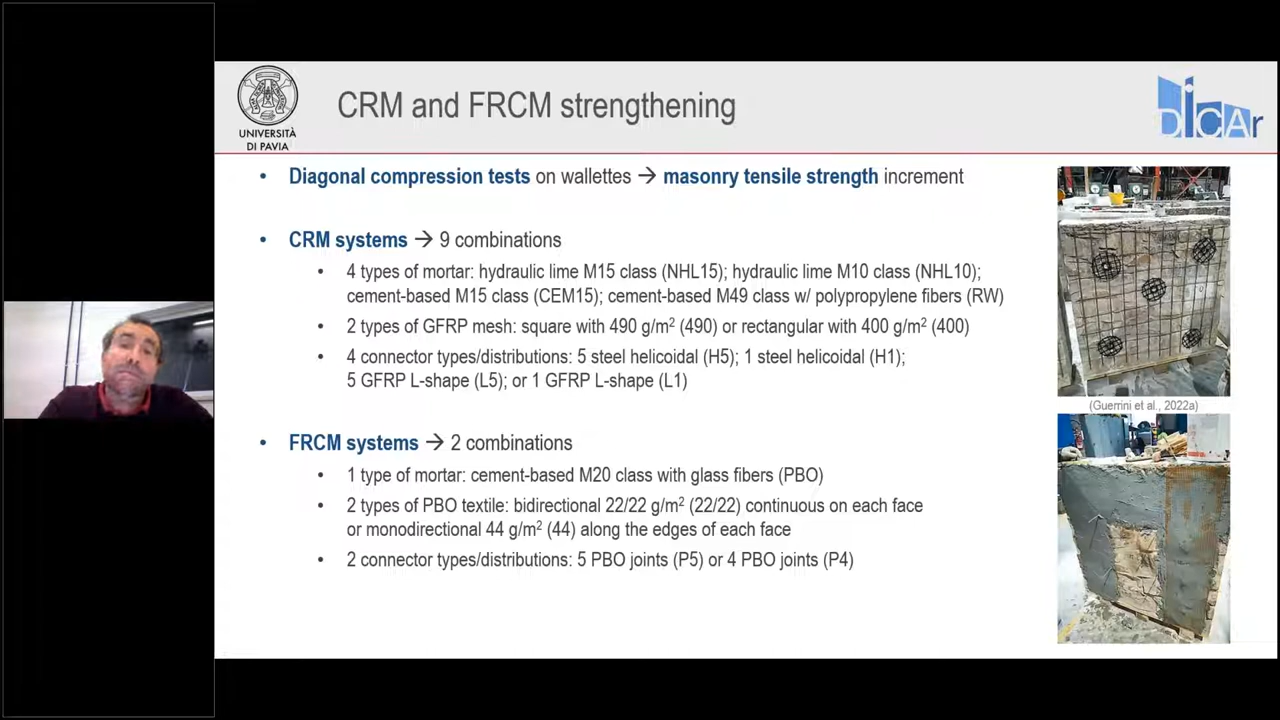 CRM and FRCM strengthening
UNIVERSITÀ
DI PAVIA
DICAr
• Diagonal compression tests on wallettes → masonry tensile strength increment
• CRM systems → 9 combinations
• 4 types of mortar: hydraulic lime M15 class (NHL15); hydraulic lime M10 class (NHL10);
cement-based M15 class (CEM15); cement-based M49 class w/ polypropylene fibers (RW)
• 2 types of GFRP mesh: square with 490 g/m² (490) or rectangular with 400 g/m² (400)
• 4 connector types/distributions: 5 steel helicoidal (H5); 1 steel helicoidal (H1);
5 GFRP L-shape (L5); or 1 GFRP L-shape (L1)
(Guerrini et al., 2022a)
• FRCM systems → 2 combinations
• 1 type of mortar: cement-based M20 class with glass fibers (PBO)
• 2 types of PBO textile: bidirectional 22/22 g/m² (22/22) continuous on each face
or monodirectional 44 g/m² (44) along the edges of each face
• 2 connector types/distributions: 5 PBO joints (P5) or 4 PBO joints (P4)